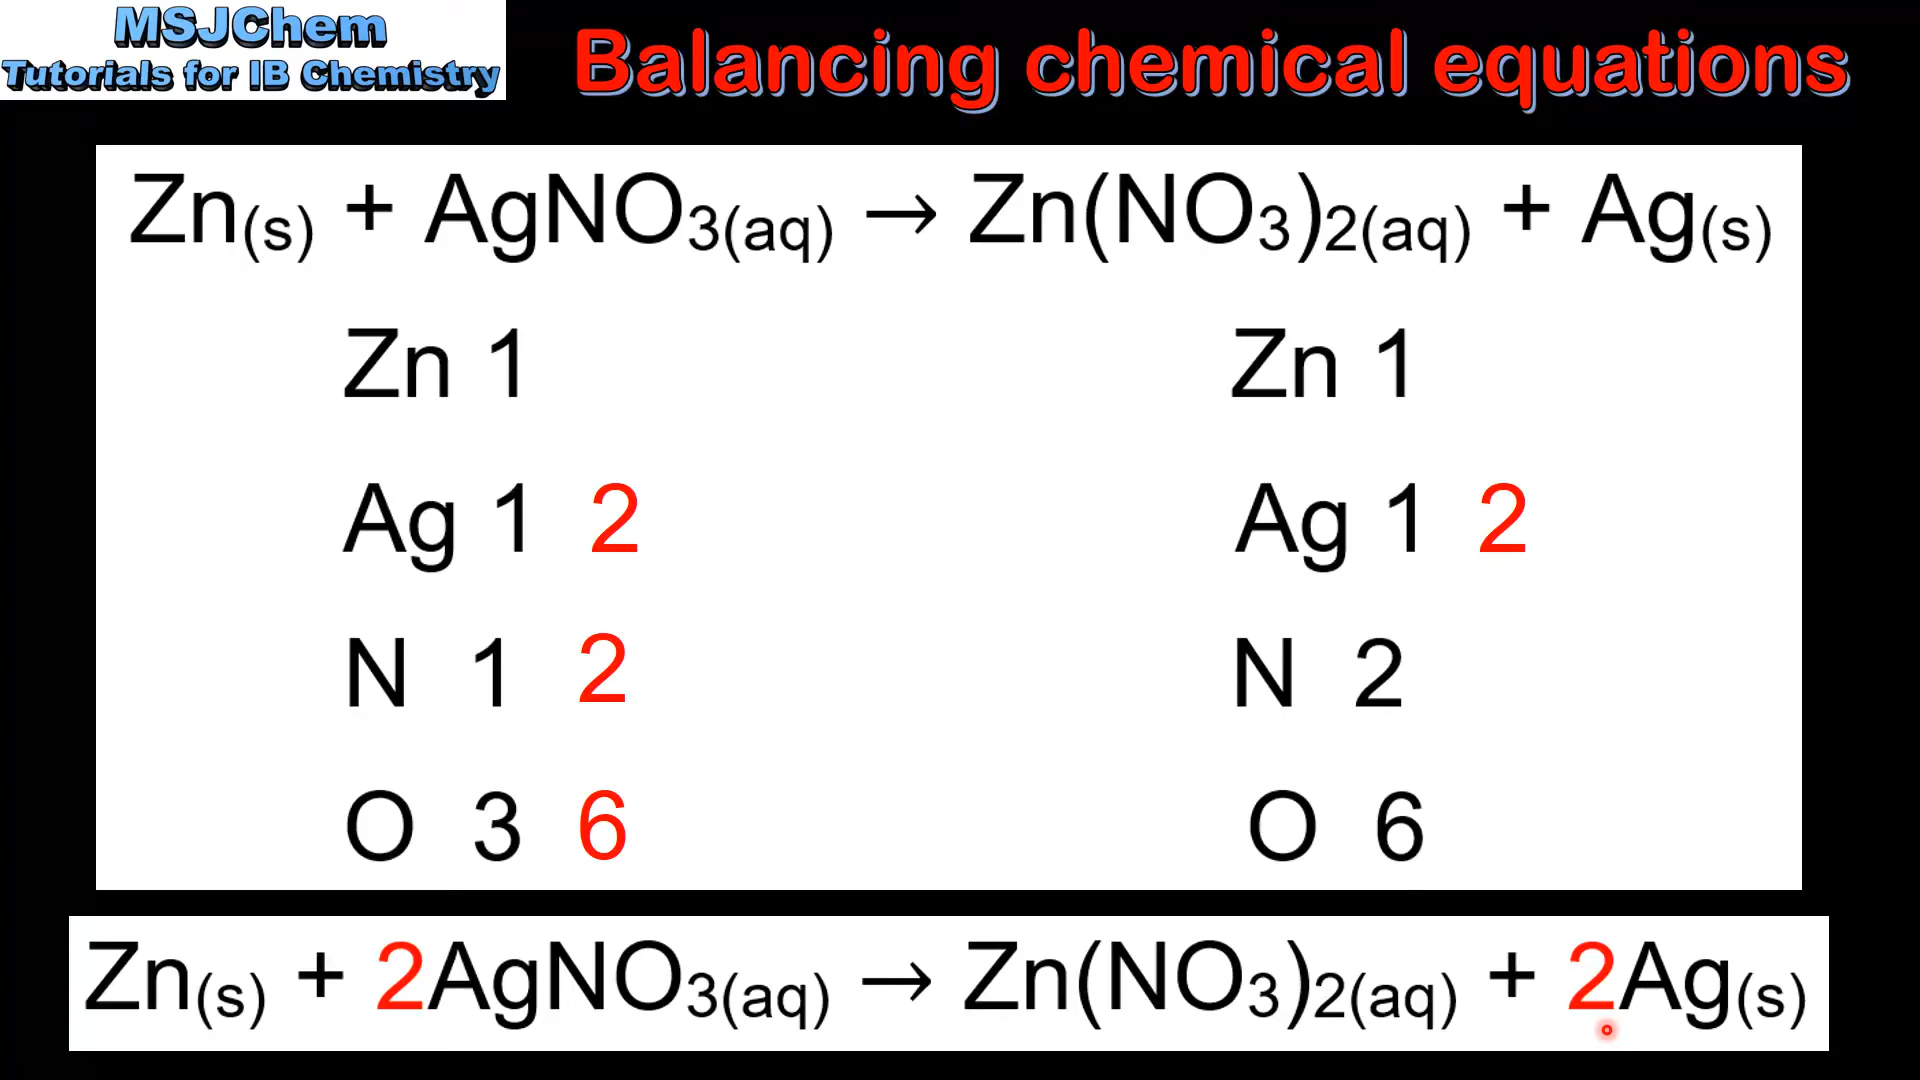 MSJChem
Tutorials for IB Chemistry
Balancing chemical equations
Zn(s) + AgNO3(aq) → Zn(NO3)2(aq) + Ag(s)
Zn 1 Zn 1
Ag 1 2 Ag 1 2
N 1 2 N 2
O 3 6 O 6
Zn(s) + 2AgNO3(aq) → Zn(NO3)2(aq) + 2Ag(s)